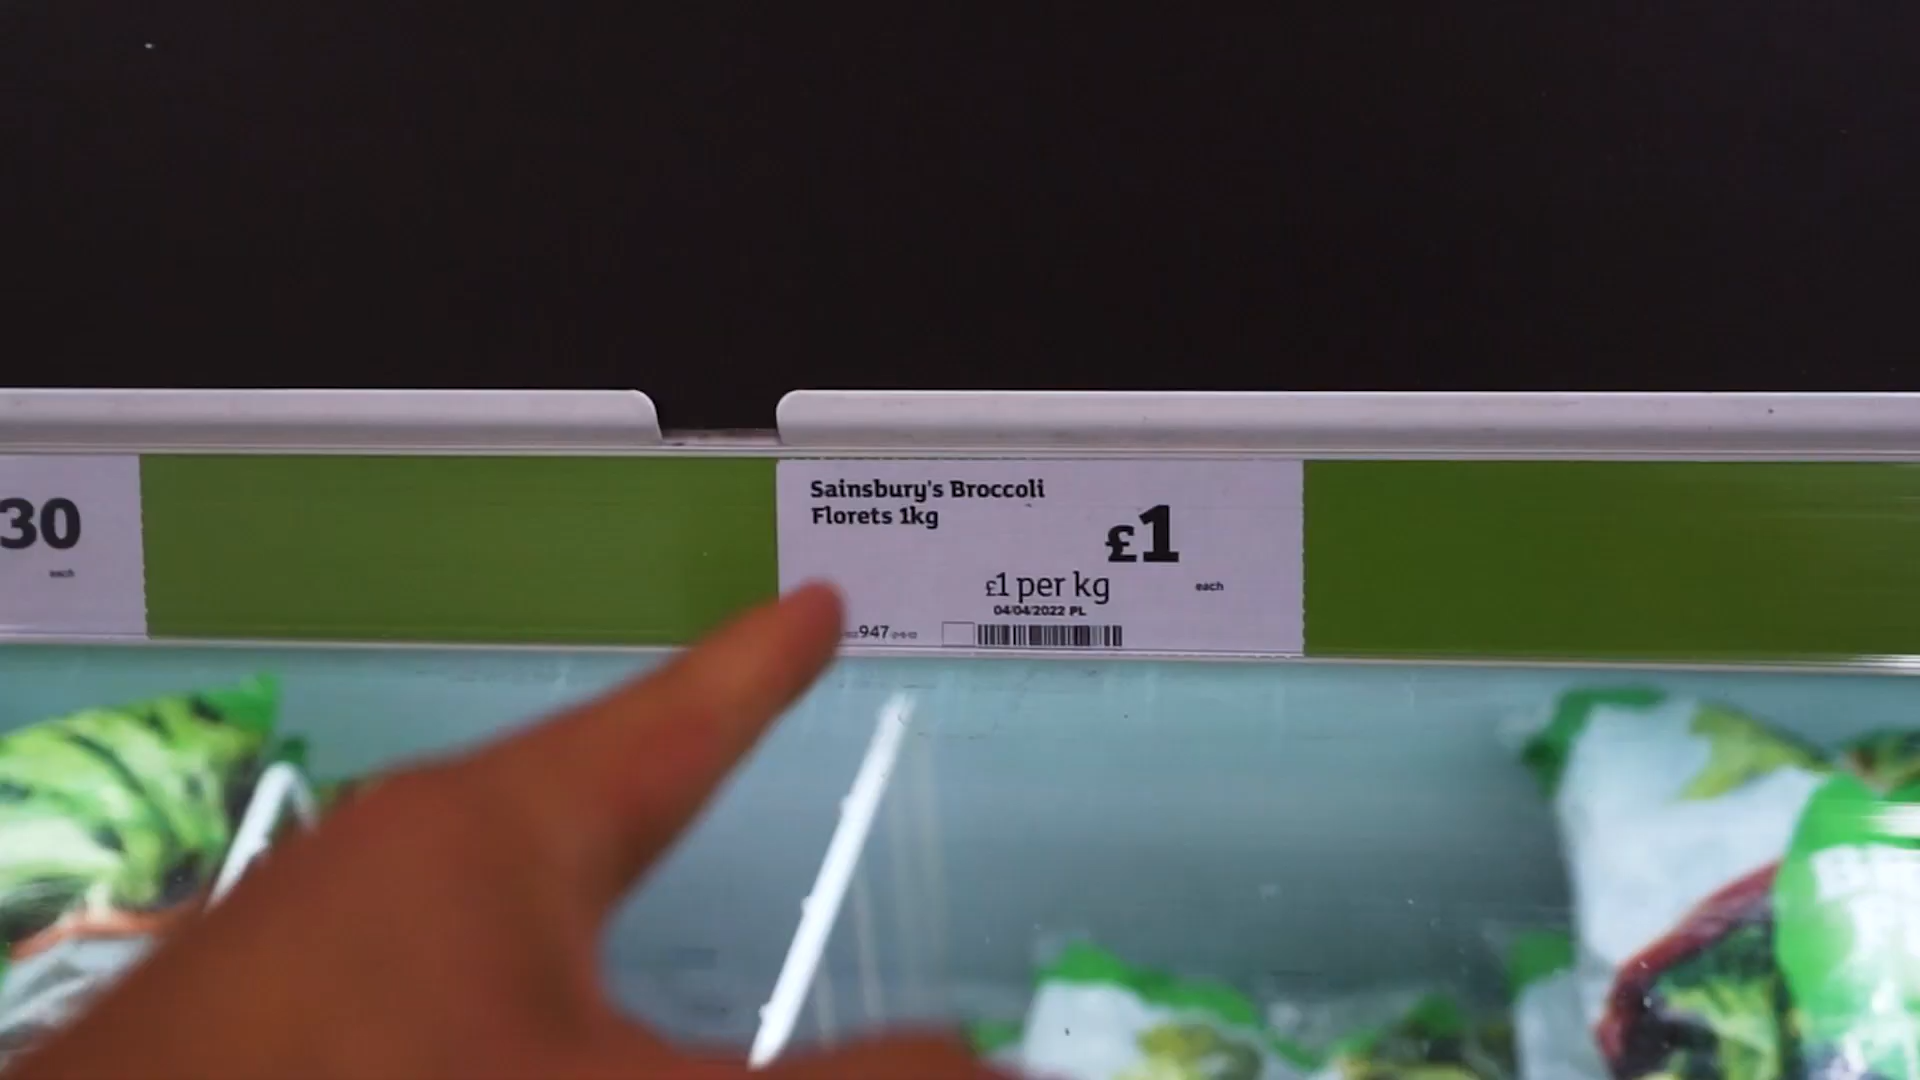 30
each
Sainsbury's Broccoli
Florets 1kg
£1
£1 per kg
each
04/04/2022 PL
947